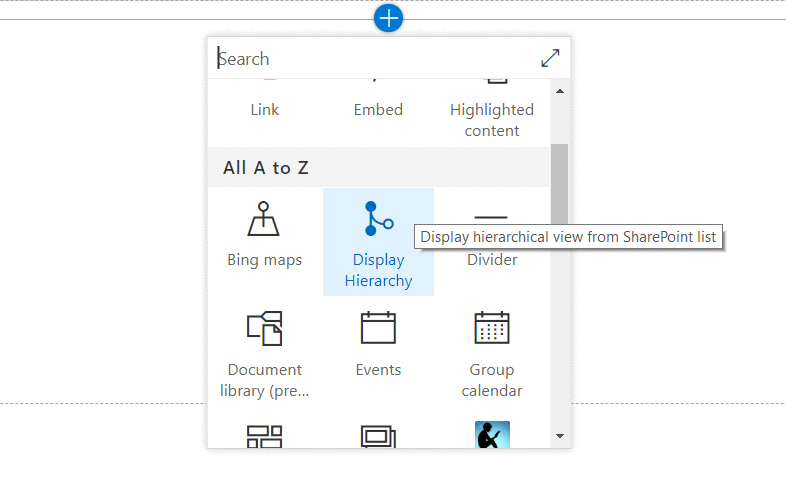 Search
Link
Embed
Highlighted
content
All A to Z
Bing maps
Display
Hierarchy
Display hierarchical view from SharePoint list
Divider
Document
library (pre...
Events
Group
calendar